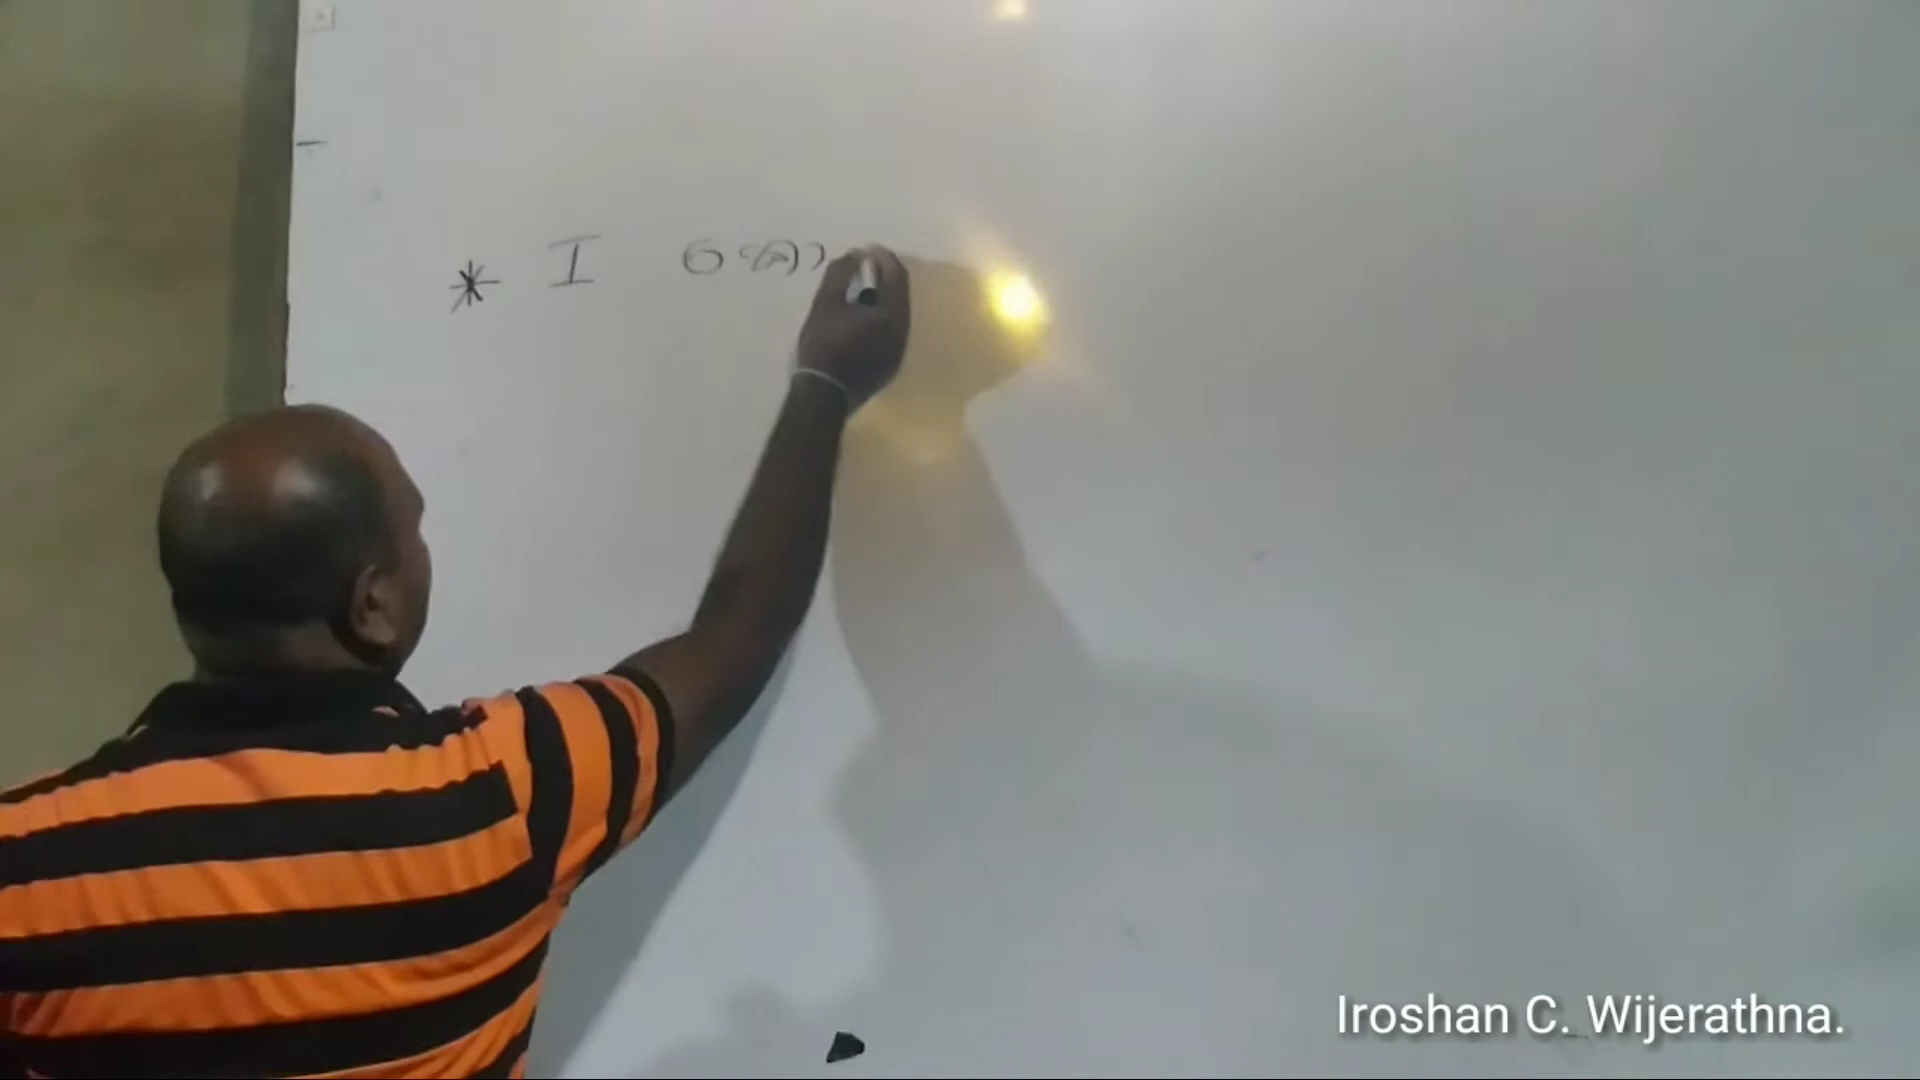 * I කො
Iroshan C. Wijerathna.